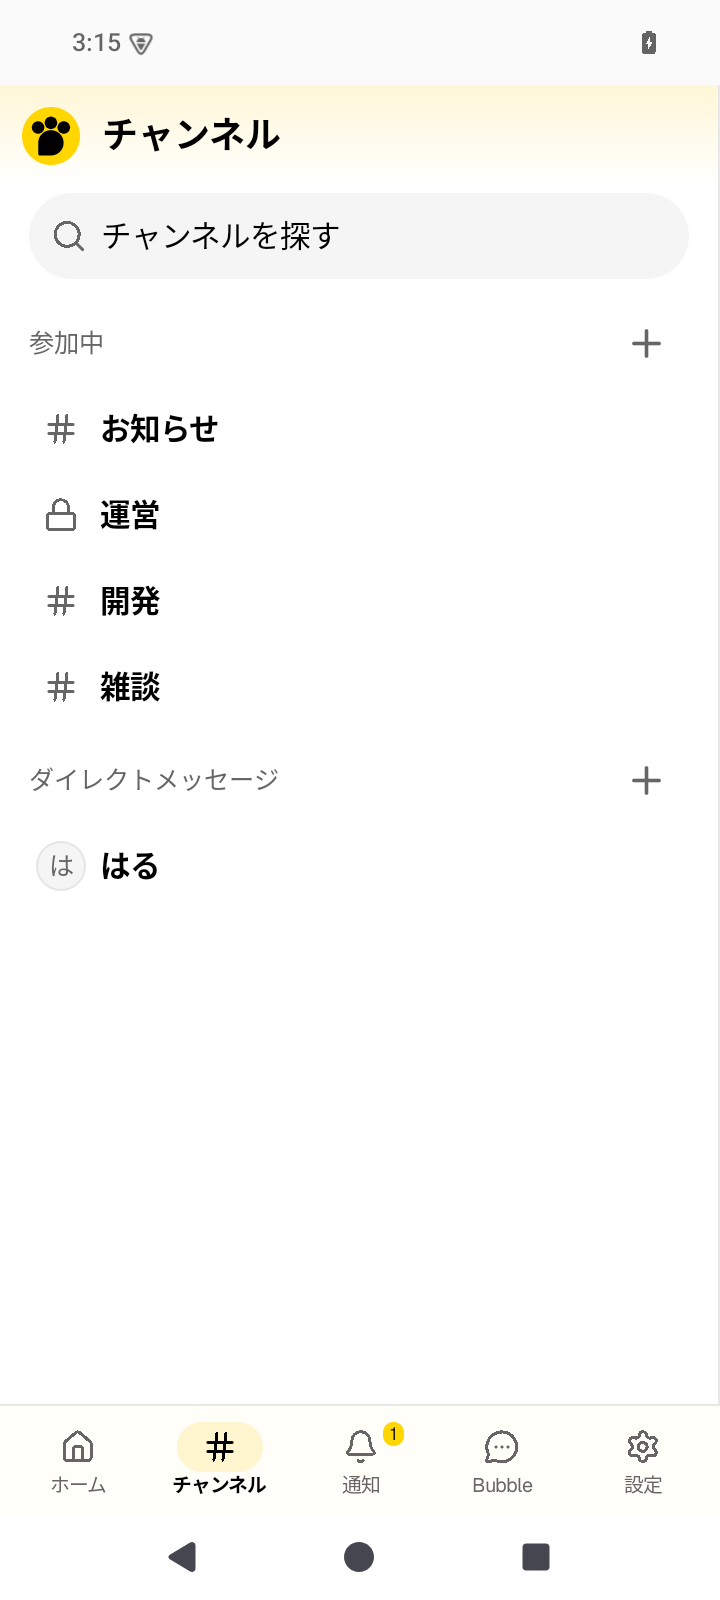 3:15
チャンネル
チャンネルを探す
参加中
お知らせ
運営
開発
雑談
ダイレクトメッセージ
は はる
1
ホーム チャンネル 通知 Bubble 設定